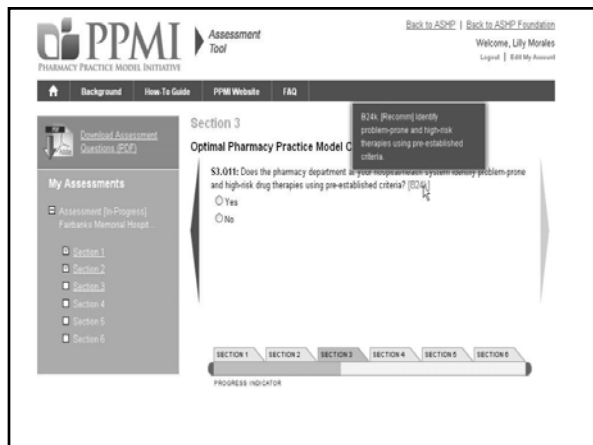 Back to ASHP | Back to ASHP Foundation
PPMI
PHARMACY PRACTICE MODEL INITIATIVE
Assessment
Tool
Welcome, Lilly Morales
Logout | Edit My Account
Background How-To Guide PPMI Website FAQ
Download Assessment
Questions (PDF)
My Assessments
Assessment [In-Progress]
Fairbanks Memorial Hospit...
Section 1
Section 2
Section 3
Section 4
Section 5
Section 6
Section 3
Optimal Pharmacy Practice Model C
B24k. [Recomm] Identify
problem-prone and high-risk
therapies using pre-established
criteria.
S3.Q11: Does the pharmacy department at your hospital/health system identify problem-prone
and high-risk drug therapies using pre-established criteria? [B24k]
Yes
No
SECTION 1 SECTION 2 SECTION 3 SECTION 4 SECTION 5 SECTION 6
PROGRESS INDICATOR